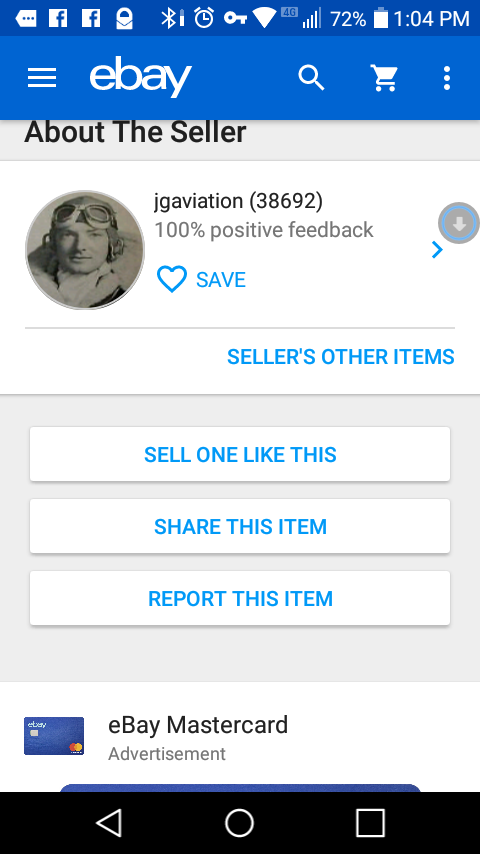 4G 72% 1:04 PM
ebay
About The Seller
jgaviation (38692)
100% positive feedback
SAVE
SELLER'S OTHER ITEMS
SELL ONE LIKE THIS
SHARE THIS ITEM
REPORT THIS ITEM
ebay
eBay Mastercard
Advertisement